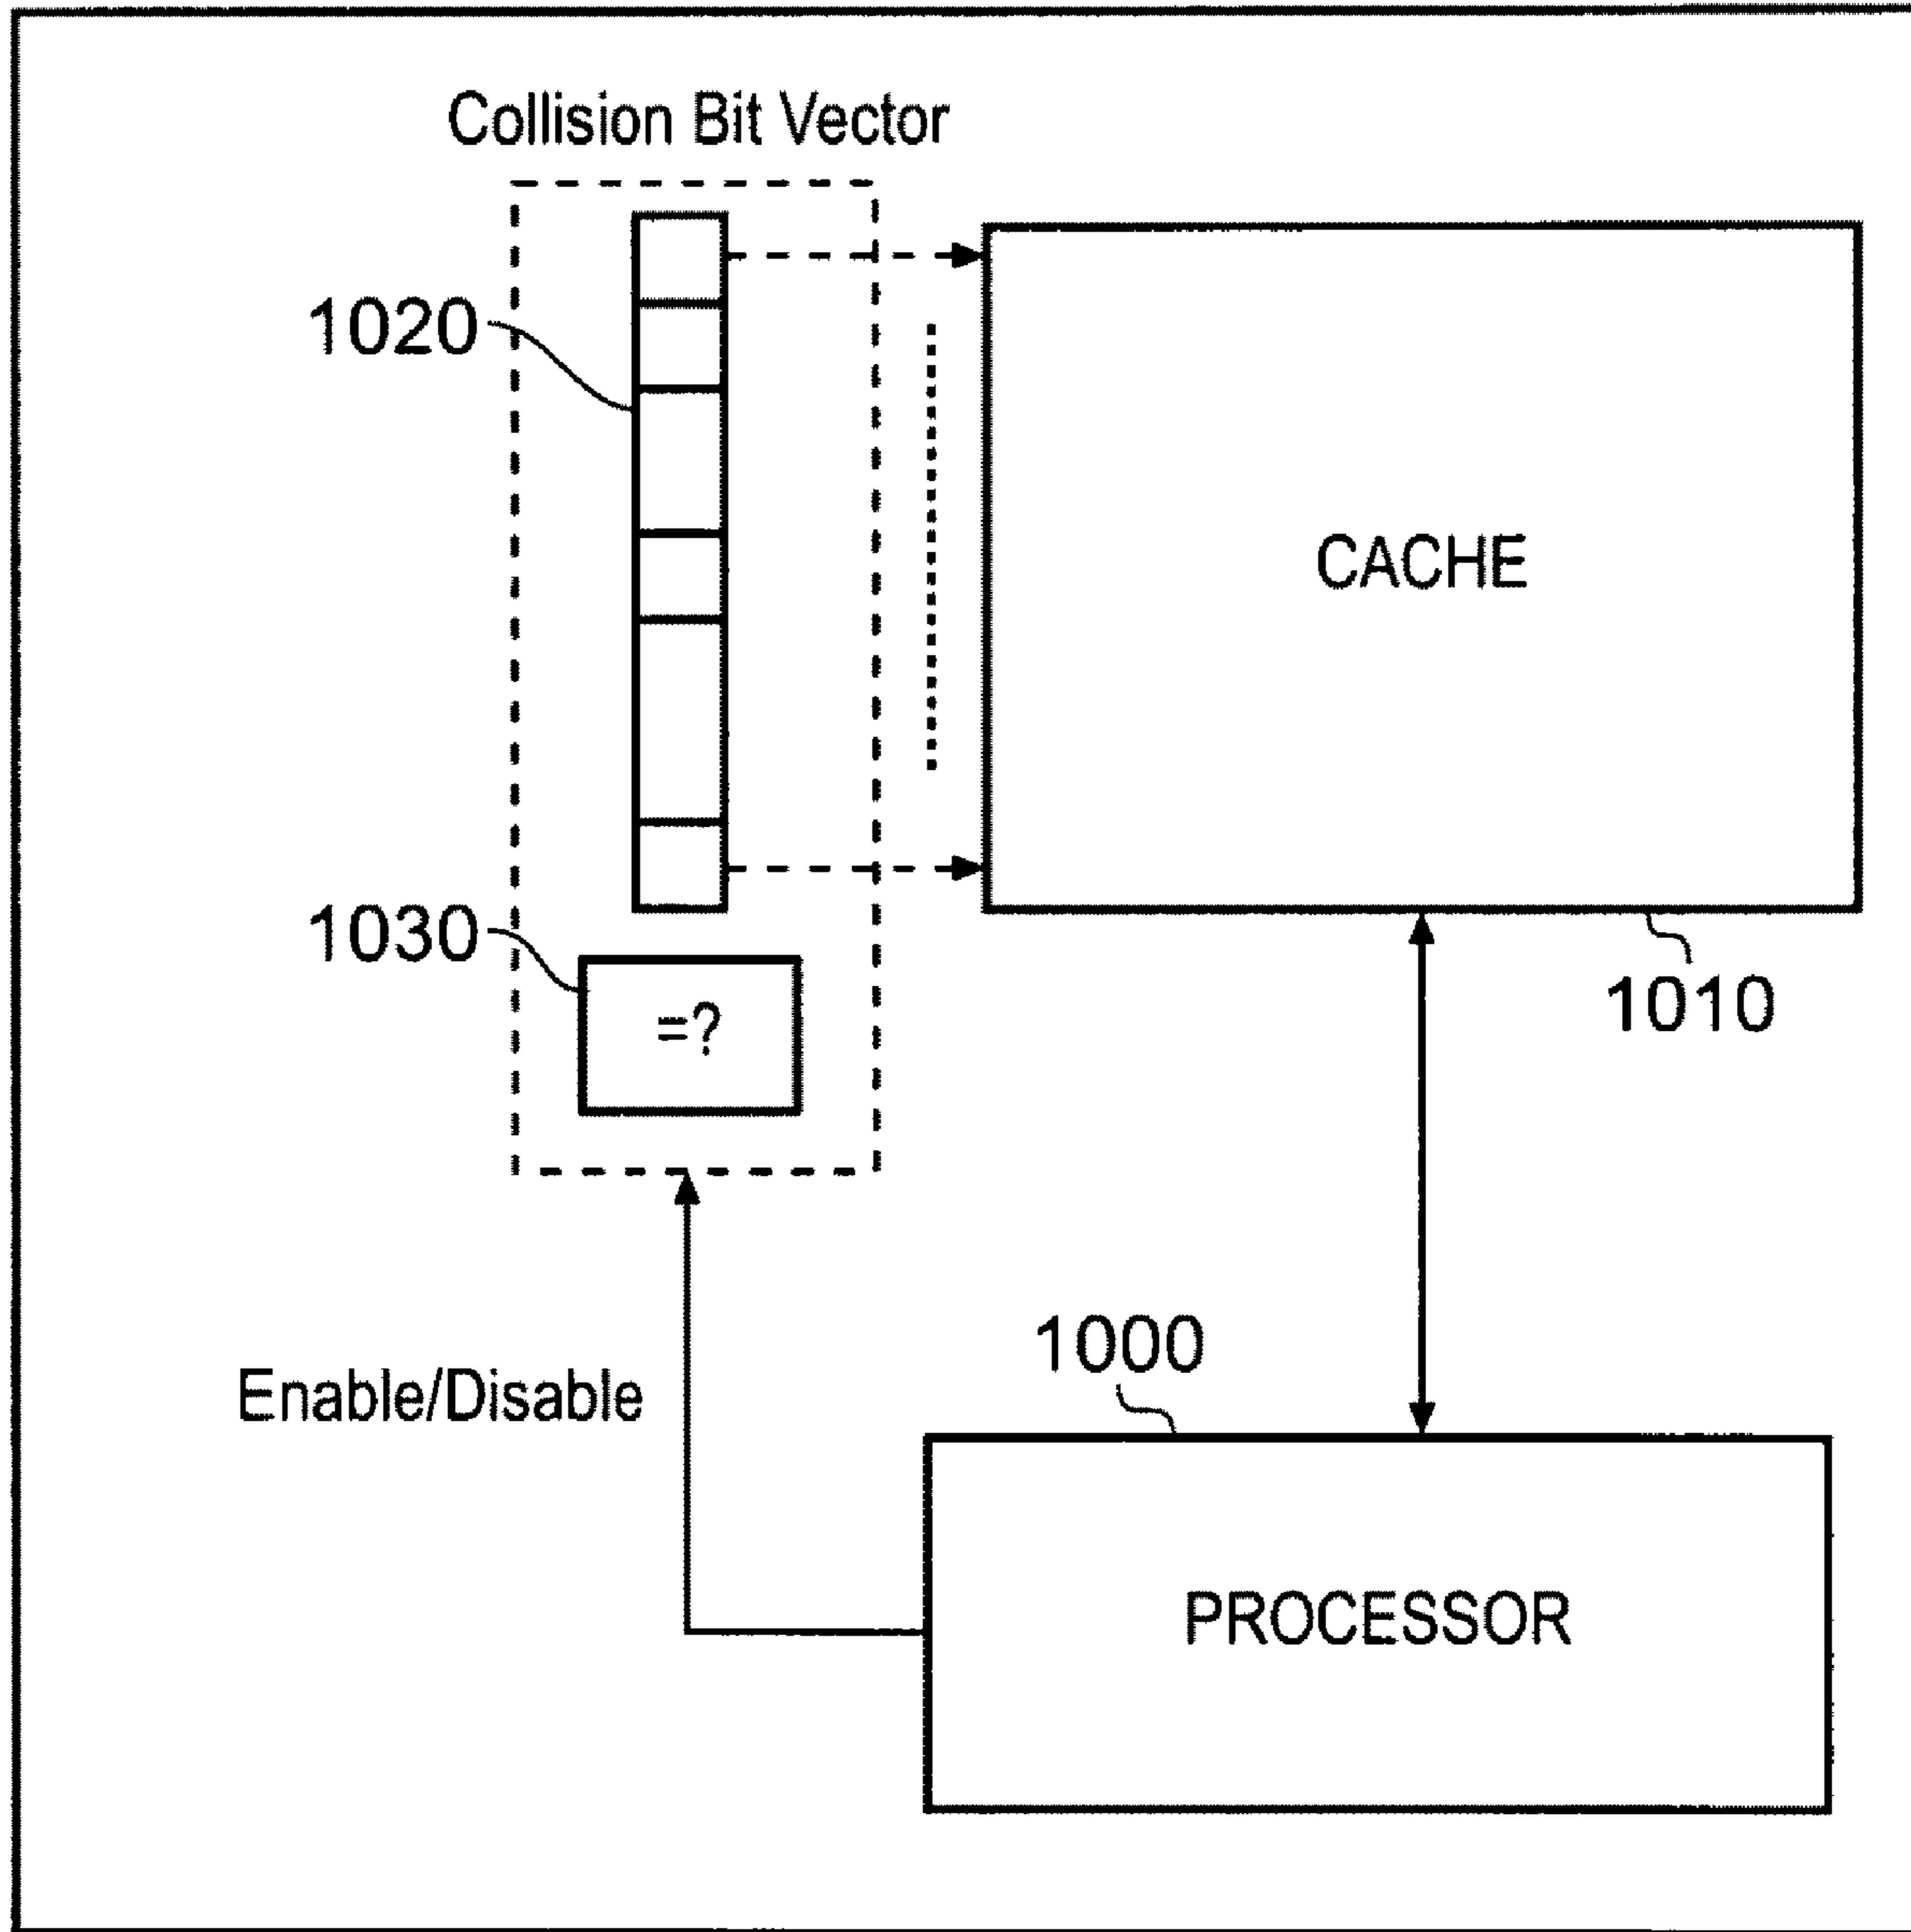 Collision Bit Vector
1020
CACHE
1030
=?
1010
1000
Enable/Disable
PROCESSOR